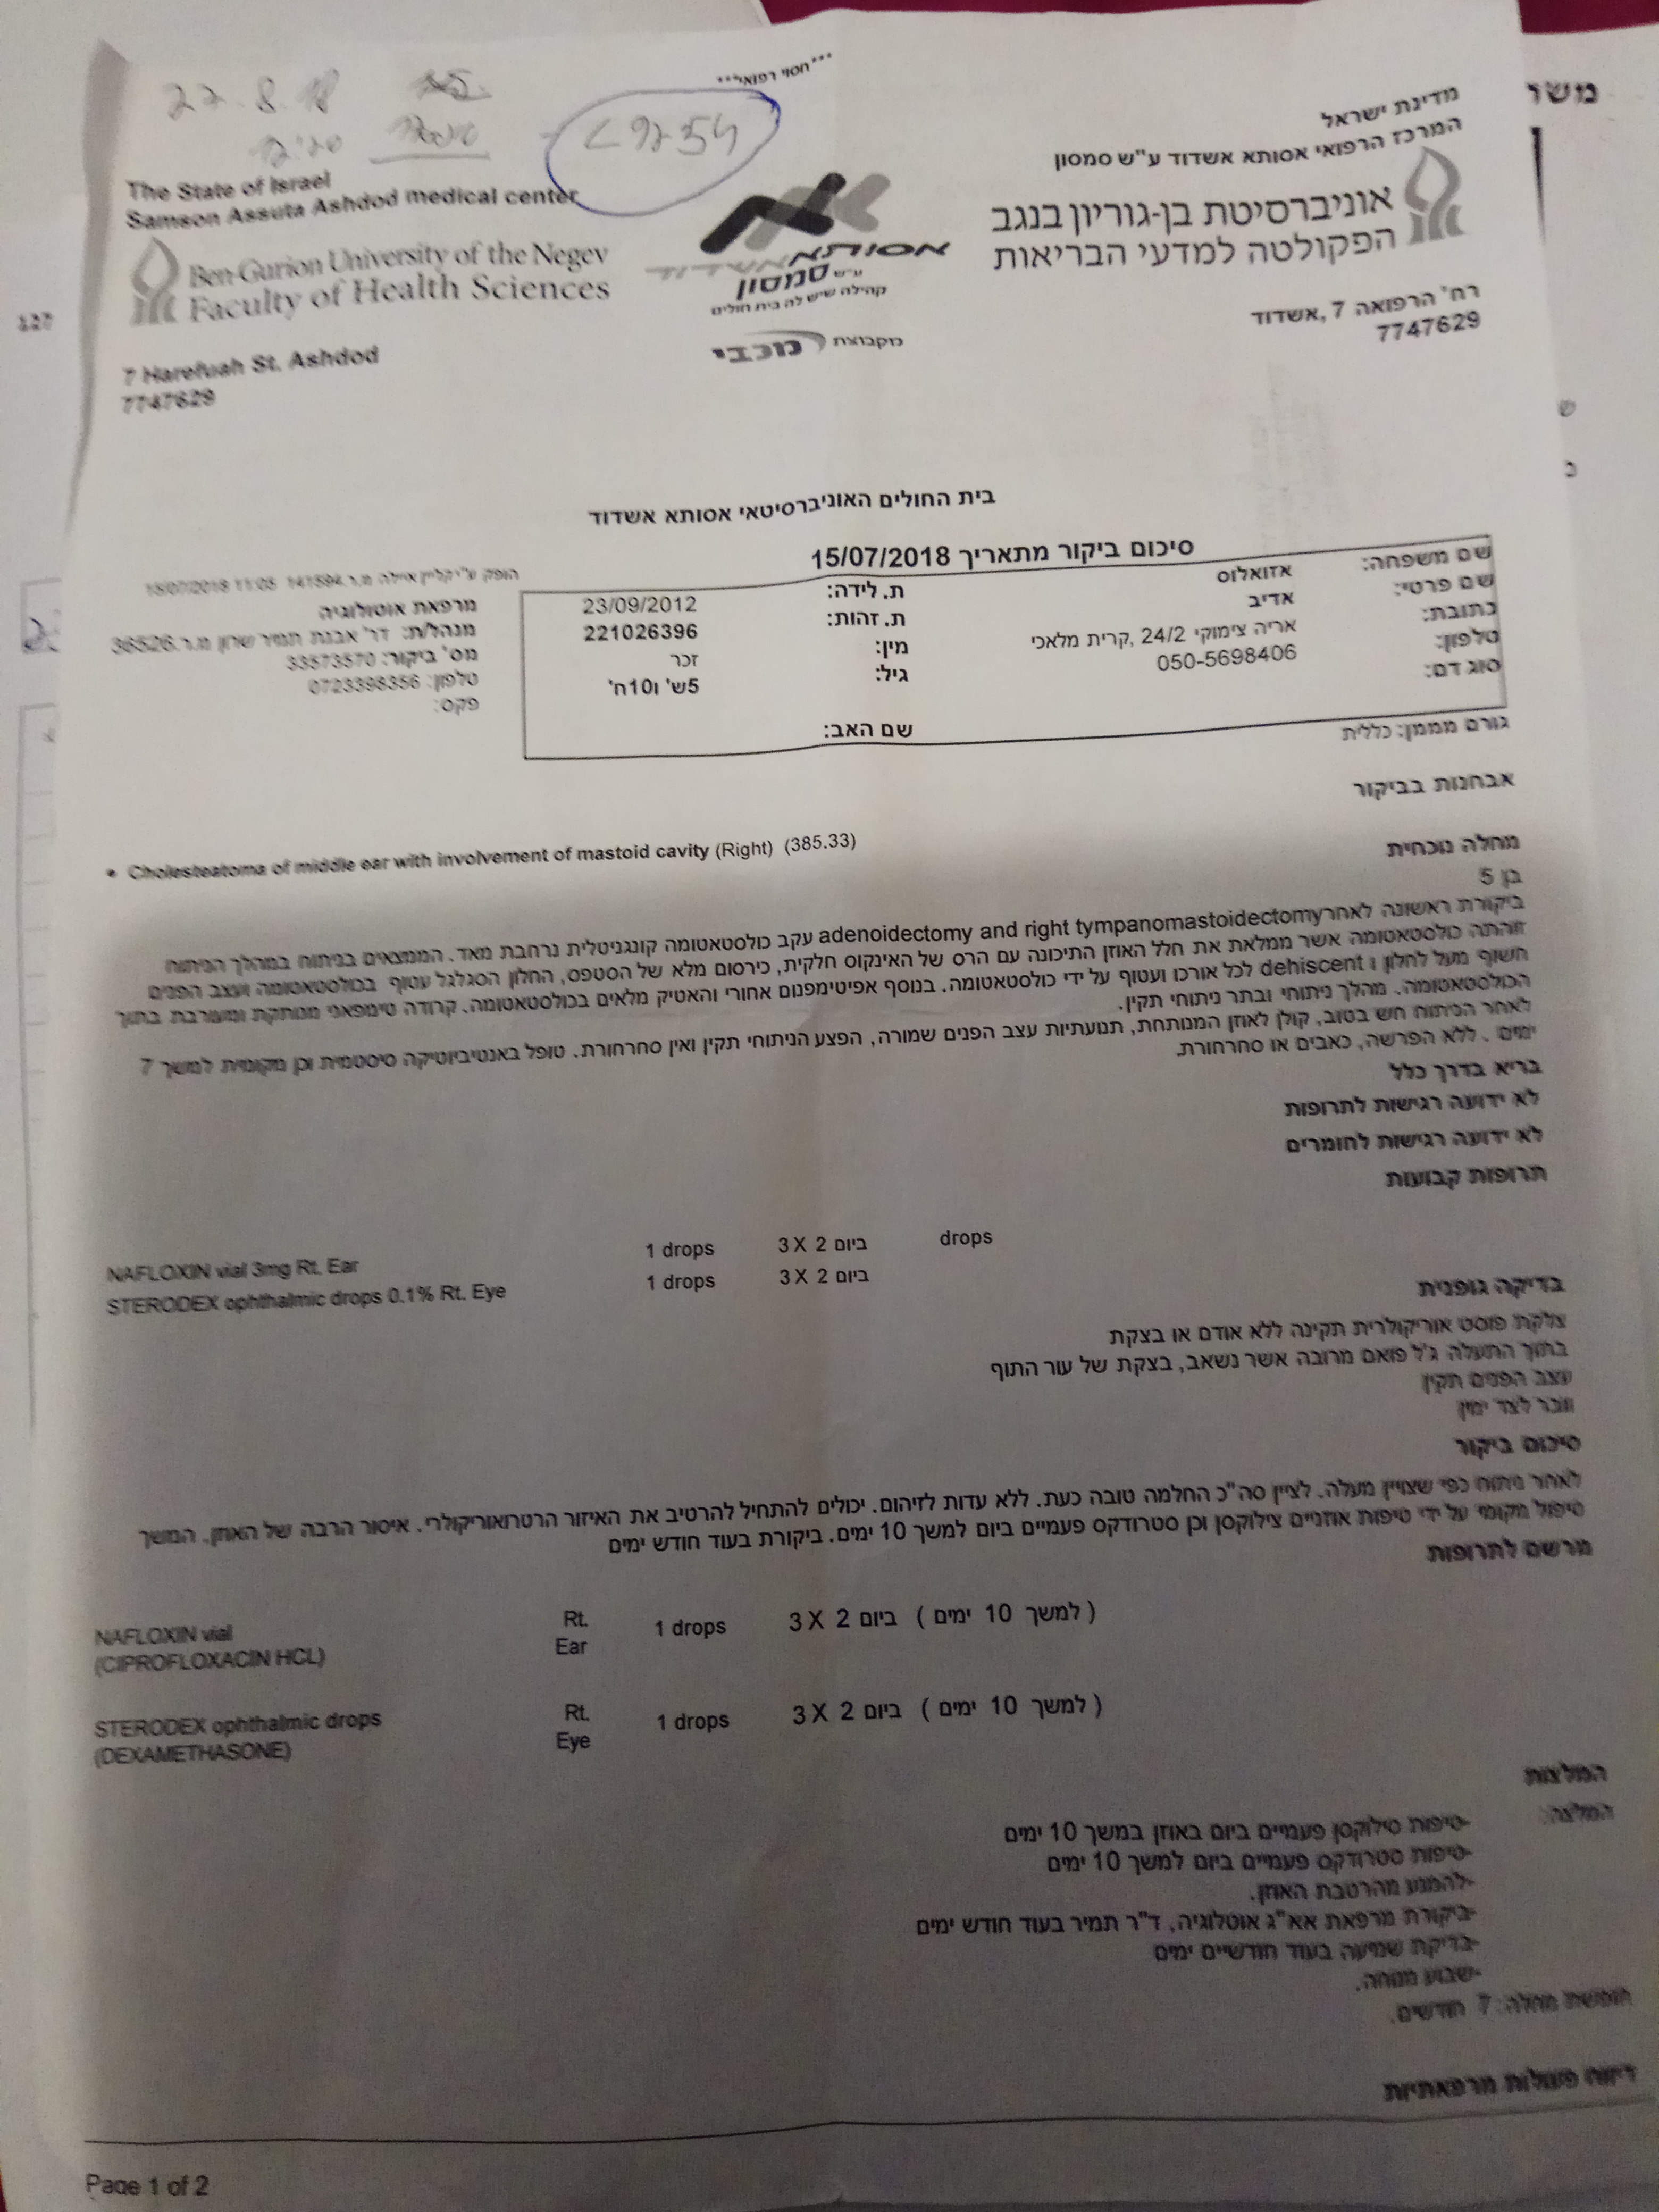 ***חסוי רפואי***
27.8.18
The State of Israel
Samson Assuta Ashdod medical center
Ben-Gurion University of the Negev
Faculty of Health Sciences
7 Harefuah St. Ashdod
7747629
אסותא אשדוד
ע"ש סמסון
קהילה שיש לה בית חולים
מקבוצת מכבי
מדינת ישראל
המרכז הרפואי אסותא אשדוד ע"ש סמסון
אוניברסיטת בן-גוריון בנגב
הפקולטה למדעי הבריאות
רח' הרפואה 7, אשדוד
7747629
משר
127
בית החולים האוניברסיטאי אסותא אשדוד
סיכום ביקור מתאריך 15/07/2018
הופק ע"י קליין איילה מ.ר. 141594 15/07/2018 11:05
מרפאת אוטולוגיה
מנהל/ת: דר' אבנת תמיר שרון מ.ר. 36526
מס' ביקור: 33573570
טלפון: 0723398356
פקס:
שם משפחה: אזואלוס ת. לידה: 23/09/2012
שם פרטי: אדיב ת. זהות: 221026396
כתובת: אריה צימוקי 24/2, קרית מלאכי מין: זכר
טלפון: 050-5698406 גיל: 5ש' ו10ח'
סוג דם:
שם האב:
גורם מממן: כללית
אבחנות בביקור
• Cholesteatoma of middle ear with involvement of mastoid cavity (Right) (385.33)
מחלה נוכחית
בן 5
ביקורת ראשונה לאחר adenoidectomy and right tympanomastoidectomy עקב כולסטאטומה קונגניטלית נרחבת מאד. הממצאים בניתוח במהלך הניתוח
זוהתה כולסטאטומה אשר ממלאת את חלל האוזן התיכונה עם הרס של האינקוס חלקית, כירסום מלא של הסטפס, החלון הסגלגל עטוף בכולסטאטומה ועצב הפנים
חשוף מעל לחלון ו dehiscent לכל אורכו ועטוף על ידי כולסטאטומה. בנוסף אפיטימפנום אחורי והאטיק מלאים בכולסטאטומה. קרודה טימפאני מנותקת ומעורבת בתוך
הכולסטאטומה. מהלך ניתוחי ובתר ניתוחי תקין.
לאחר הניתוח חש בטוב, קולן לאוזן המנותחת, תנועתיות עצב הפנים שמורה, הפצע הניתוחי תקין ואין סחרחורת. טופל באנטיביוטיקה סיסטמית וכן מקומית למשך 7
ימים . ללא הפרשה, כאבים או סחרחורת.
בריא בדרך כלל
לא ידועה רגישות לתרופות
לא ידועה רגישות לחומרים
תרופות קבועות
NAFLOXIN vial 3mg Rt. Ear 1 drops 3 X 2 ביום drops
STERODEX ophthalmic drops 0.1% Rt. Eye 1 drops 3 X 2 ביום
בדיקה גופנית
צלקת פוסט אוריקולרית תקינה ללא אודם או בצקת
בתוך התעלה ג'ל פואם מרובה אשר נשאב, בצקת של עור התוף
עצב הפנים תקין
וובר לצד ימין
סיכום ביקור
לאחר ניתוח כפי שצויין מעלה. לציין סה"כ החלמה טובה כעת. ללא עדות לזיהום. יכולים להתחיל להרטיב את האיזור הרטרואוריקולרי. איסור הרבה של האוזן. המשך
טיפול מקומי על ידי טיפות אוזניים צילוקסן וכן סטרודקס פעמיים ביום למשך 10 ימים. ביקורת בעוד חודש ימים
מרשם לתרופות
NAFLOXIN vial (CIPROFLOXACIN HCL) Rt. Ear 1 drops 3 X 2 ביום ( למשך 10 ימים )
STERODEX ophthalmic drops (DEXAMETHASONE) Rt. Eye 1 drops 3 X 2 ביום ( למשך 10 ימים )
המלצות
המלצה:
-טיפות סילוקסן פעמיים ביום באוזן במשך 10 ימים
-טיפות סטרודקס פעמיים ביום למשך 10 ימים
-להמנע מהרטבת האוזן.
-ביקורת מרפאת אא"ג אוטלוגיה, ד"ר תמיר בעוד חודש ימים
-בדיקת שמיעה בעוד חודשיים ימים
-שבוע מנוחה.
חופשת מחלה: 7 חודשים.
דיווח פעולות מרפאתיות
Page 1 of 2